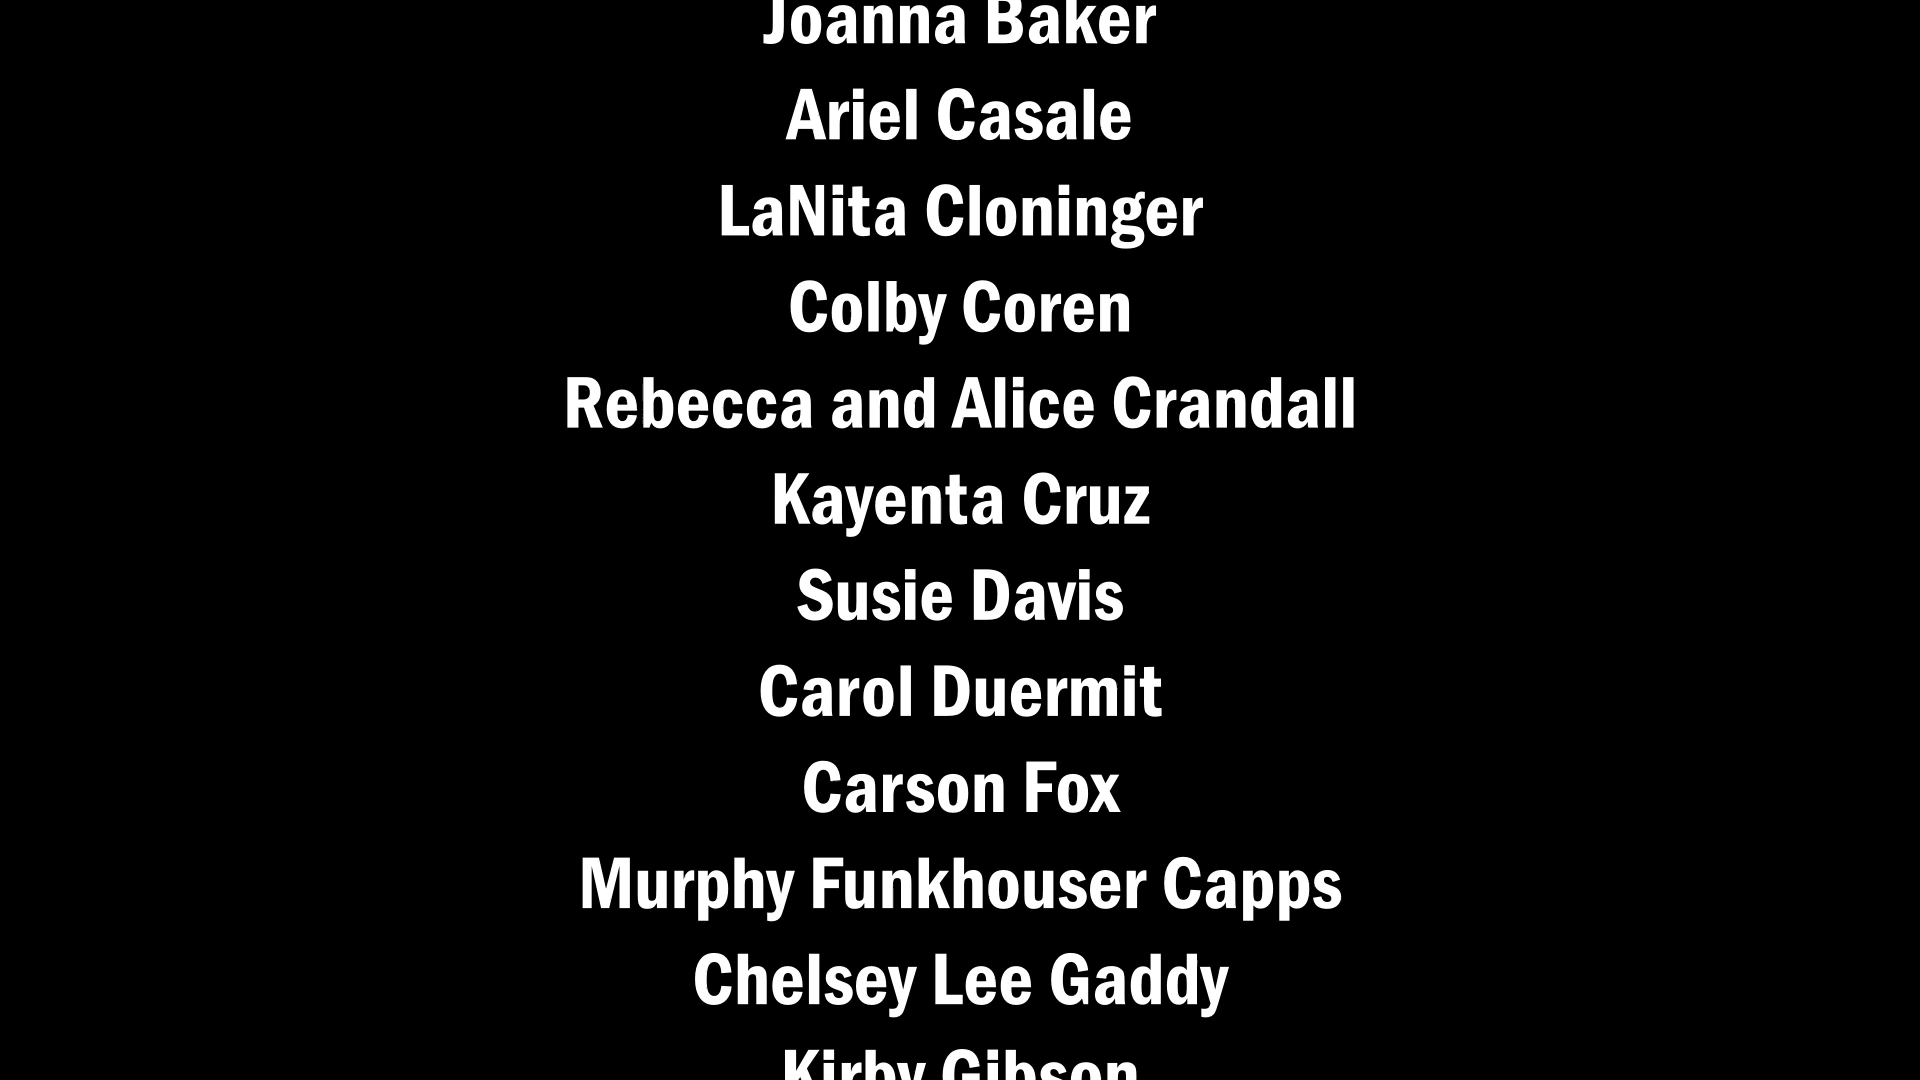 Joanna Baker
Ariel Casale
LaNita Cloninger
Colby Coren
Rebecca and Alice Crandall
Kayenta Cruz
Susie Davis
Carol Duermit
Carson Fox
Murphy Funkhouser Capps
Chelsey Lee Gaddy
Kirby Gibson